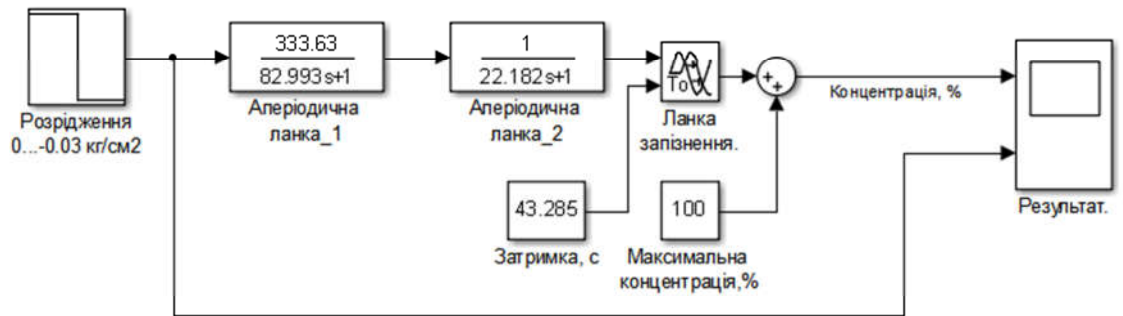 Розрідження
0...-0.03 кг/см2
333.63
82.993s+1
Аперіодична
ланка_1
1
22.182s+1
Аперіодична
ланка_2
To
Ланка
запізнення.
43.285
Затримка, с
100
Максимальна
концентрація,%
Концентрація, %
Результат.